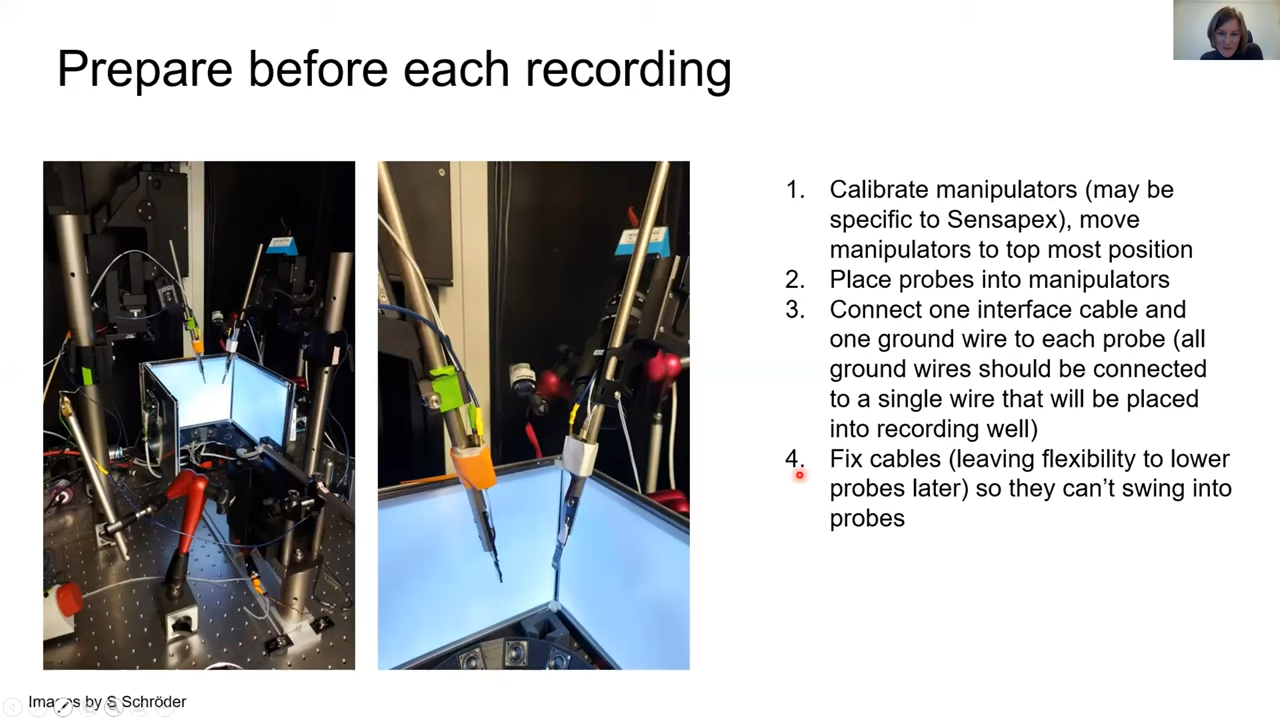 Prepare before each recording
1. Calibrate manipulators (may be
specific to Sensapex), move
manipulators to top most position
2. Place probes into manipulators
3. Connect one interface cable and
one ground wire to each probe (all
ground wires should be connected
to a single wire that will be placed
into recording well)
4. Fix cables (leaving flexibility to lower
probes later) so they can’t swing into
probes
Images by S Schröder